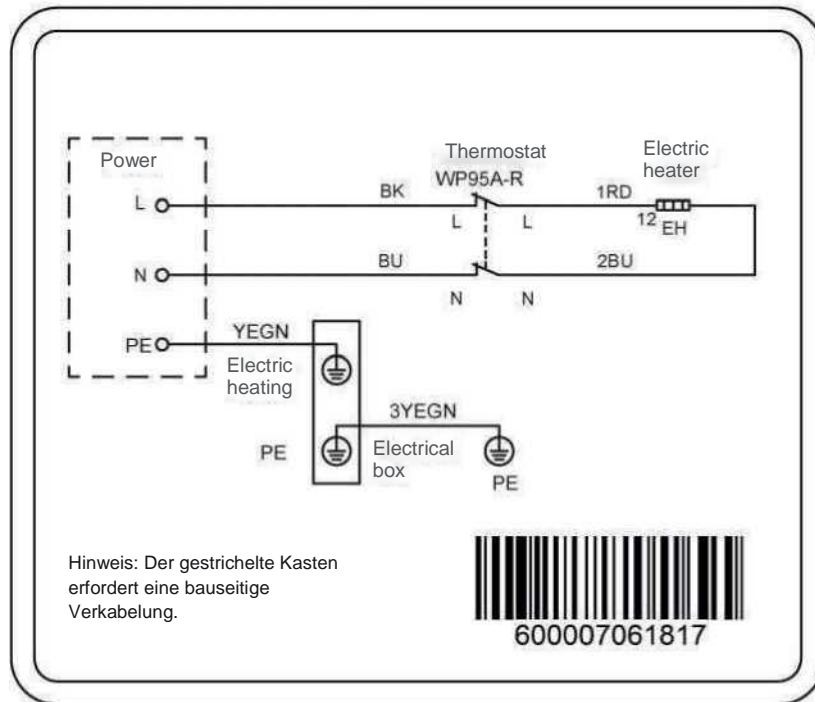 Power
Thermostat
Electric
heater
WP95A-R
L
BK
L
L
1RD
12
EH
N
BU
N
N
2BU
PE
YEGN
Electric
heating
3YEGN
PE
Electrical
box
PE
Hinweis: Der gestrichelte Kasten
erfordert eine bauseitige
Verkabelung.
600007061817